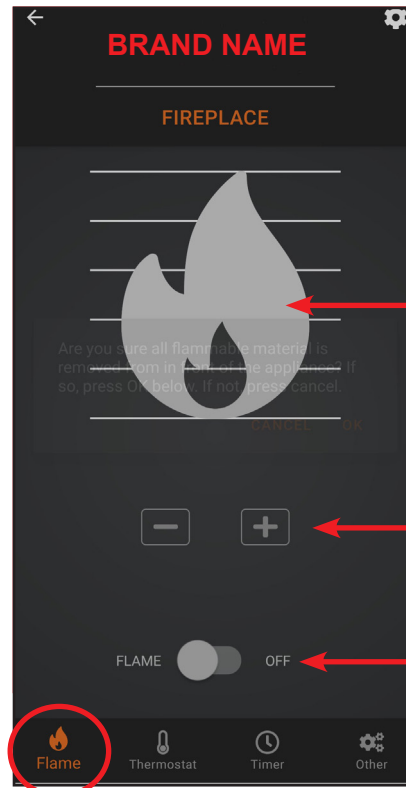 BRAND NAME
FIREPLACE
Are you sure all flammable material is
removed from in front of the appliance? If
so, press OK below. If not, press cancel.
CANCEL OK
FLAME OFF
Flame Thermostat Timer Other